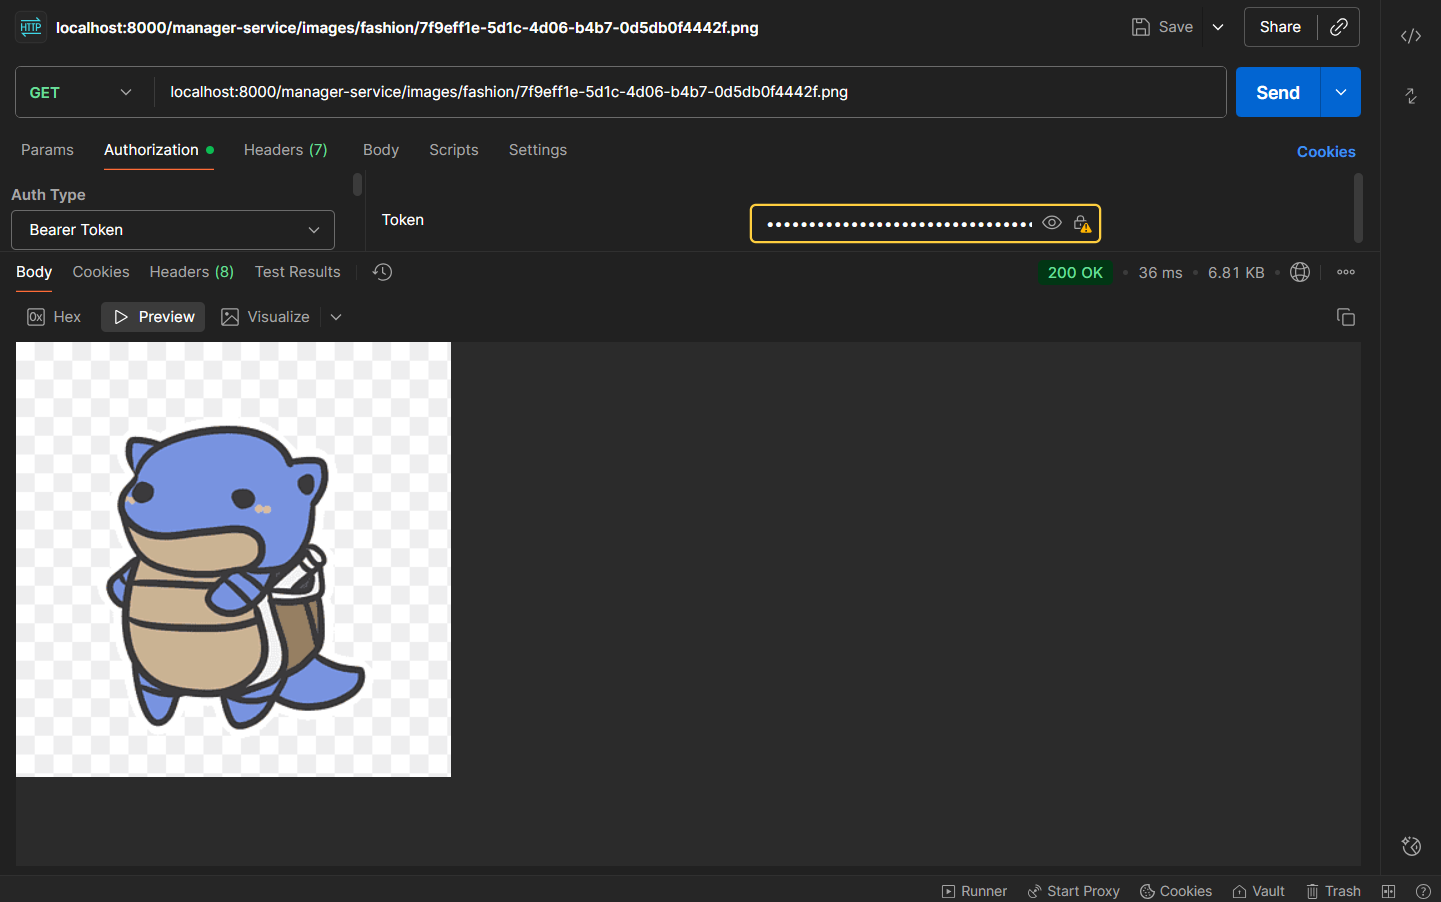 HTTP localhost:8000/manager-service/images/fashion/7f9eff1e-5d1c-4d06-b4b7-0d5db0f4442f.png Save Share
GET localhost:8000/manager-service/images/fashion/7f9eff1e-5d1c-4d06-b4b7-0d5db0f4442f.png Send
Params Authorization Headers (7) Body Scripts Settings Cookies
Auth Type
Token
Bearer Token
Body Cookies Headers (8) Test Results 200 OK 36 ms 6.81 KB
0x Hex Preview Visualize
Runner Start Proxy Cookies Vault Trash